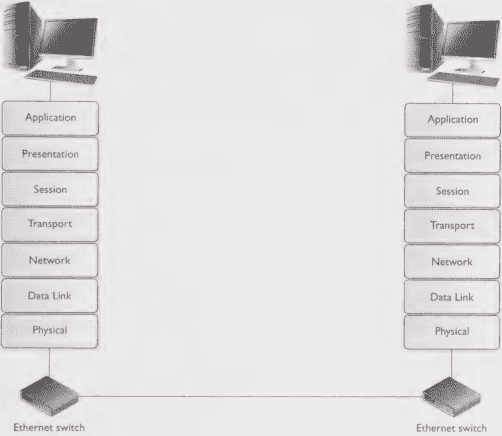 Application
Presentation
Session
Transport
Network
Data Link
Physical
Ethernet switch
Application
Presentation
Session
Transport
Network
Data Link
Physical
Ethernet switch